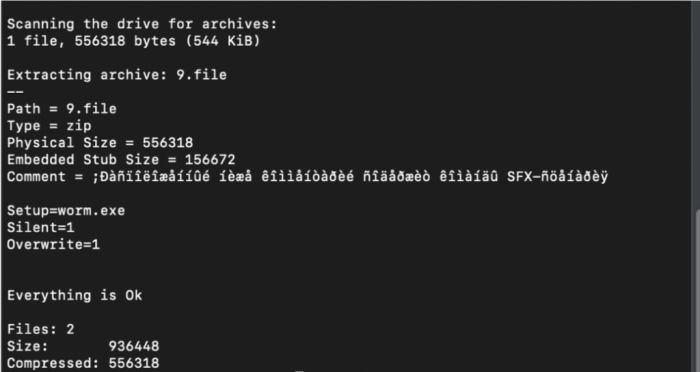 Scanning the drive for archives:
1 file, 556318 bytes (544 KiB)
Extracting archive: 9.file
--
Path = 9.file
Type = zip
Physical Size = 556318
Embedded Stub Size = 156672
Comment = ;Ðàñïîëîæåííûé íèæå êîììåíòàðèé ñîäåðæèò êîìàíäû SFX-ñöåíàðèÿ
Setup=worm.exe
Silent=1
Overwrite=1
Everything is Ok
Files: 2
Size:       936448
Compressed: 556318